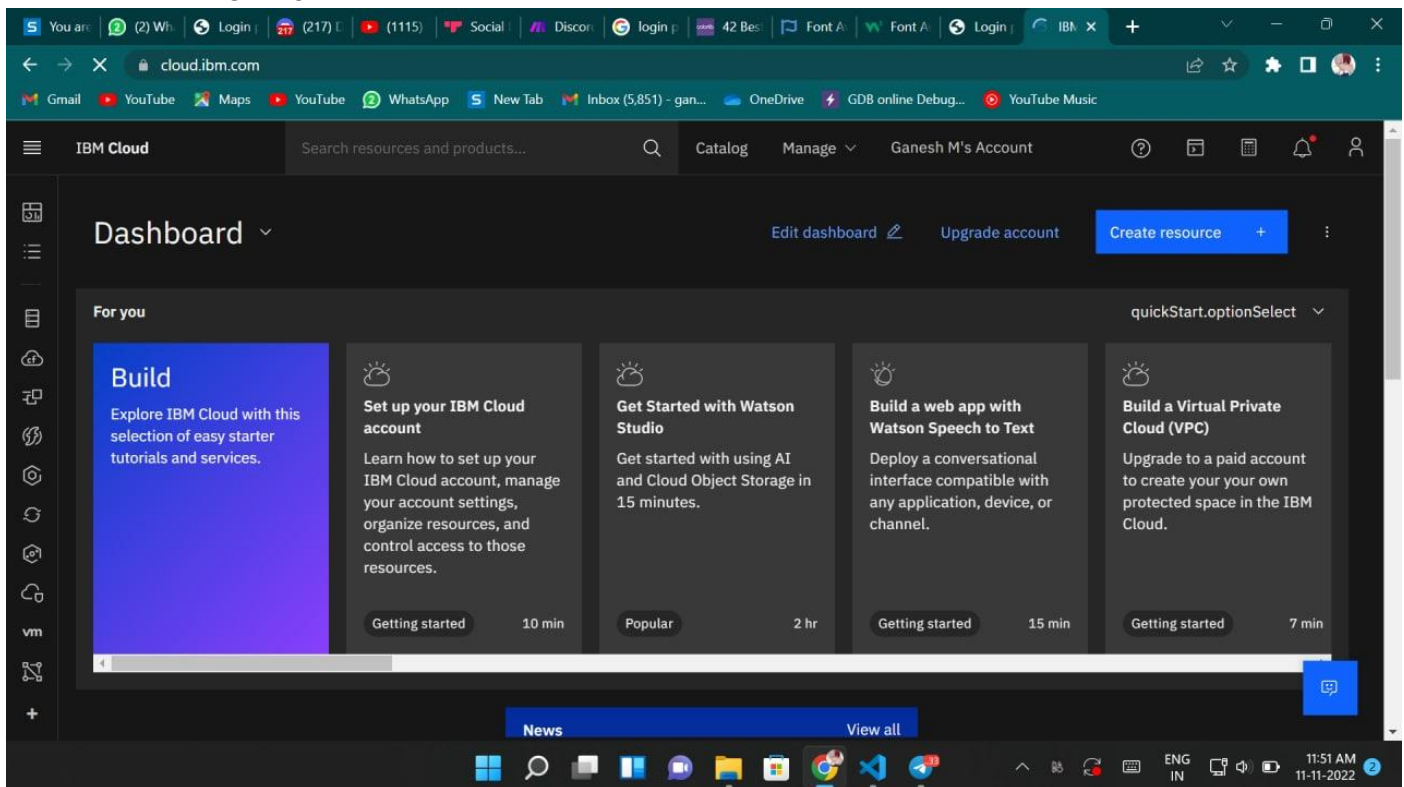 You are
(2) Wh
Login p
(217) D
(1115)
Social
Discor
login p
42 Bes
Font A
Font A
Login p
IBM
cloud.ibm.com
Gmail
YouTube
Maps
YouTube
WhatsApp
New Tab
Inbox (5,851) - gan...
OneDrive
GDB online Debug...
YouTube Music
IBM Cloud
Search resources and products...
Catalog
Manage
Ganesh M's Account
Dashboard
Edit dashboard
Upgrade account
Create resource +
For you
quickStart.optionSelect
Build
Explore IBM Cloud with this
selection of easy starter
tutorials and services.
Set up your IBM Cloud
account
Learn how to set up your
IBM Cloud account, manage
your account settings,
organize resources, and
control access to those
resources.
Getting started
10 min
Get Started with Watson
Studio
Get started with using AI
and Cloud Object Storage in
15 minutes.
Popular
2 hr
Build a web app with
Watson Speech to Text
Deploy a conversational
interface compatible with
any application, device, or
channel.
Getting started
15 min
Build a Virtual Private
Cloud (VPC)
Upgrade to a paid account
to create your your own
protected space in the IBM
Cloud.
Getting started
7 min
vm
News
View all
ENG
IN
11:51 AM
11-11-2022
2